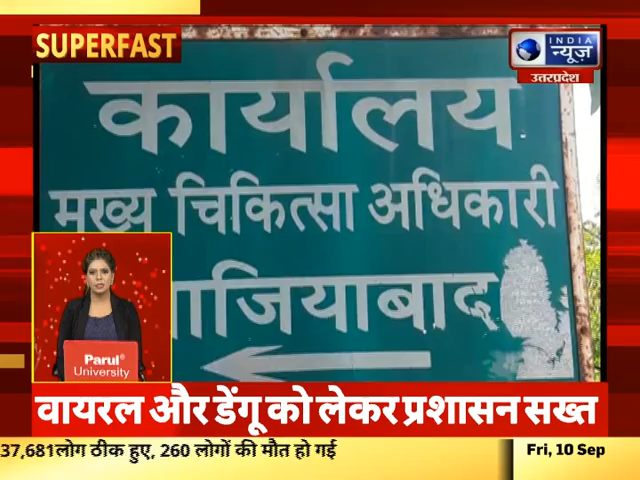 SUPERFAST
INDIA
न्यूज़
उत्तरप्रदेश
कार्यालय
मुख्य चिकित्सा अधिकारी
ाजियाबाद
Parul®
University
वायरल और डेंगू को लेकर प्रशासन सख्त
37,681लोग ठीक हुए, 260 लोगों की मौत हो गई
Fri, 10 Sep